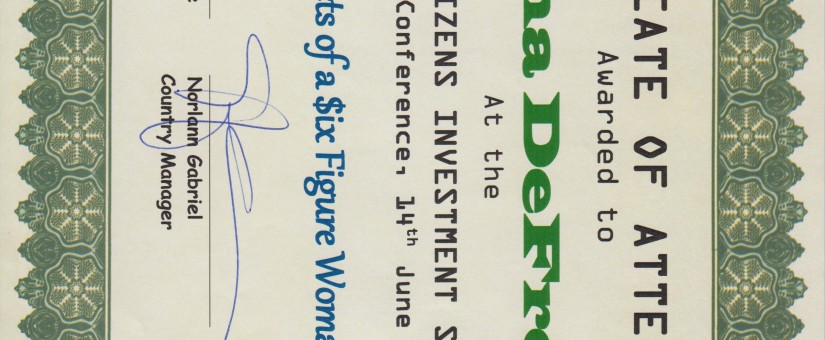 CATE OF ATTE
Awarded to
na DeFr
At the
IZENS INVESTMENT S
Conference, 14th June
ts of a $ix Figure Woma
Norlann Gabriel
Country Manager